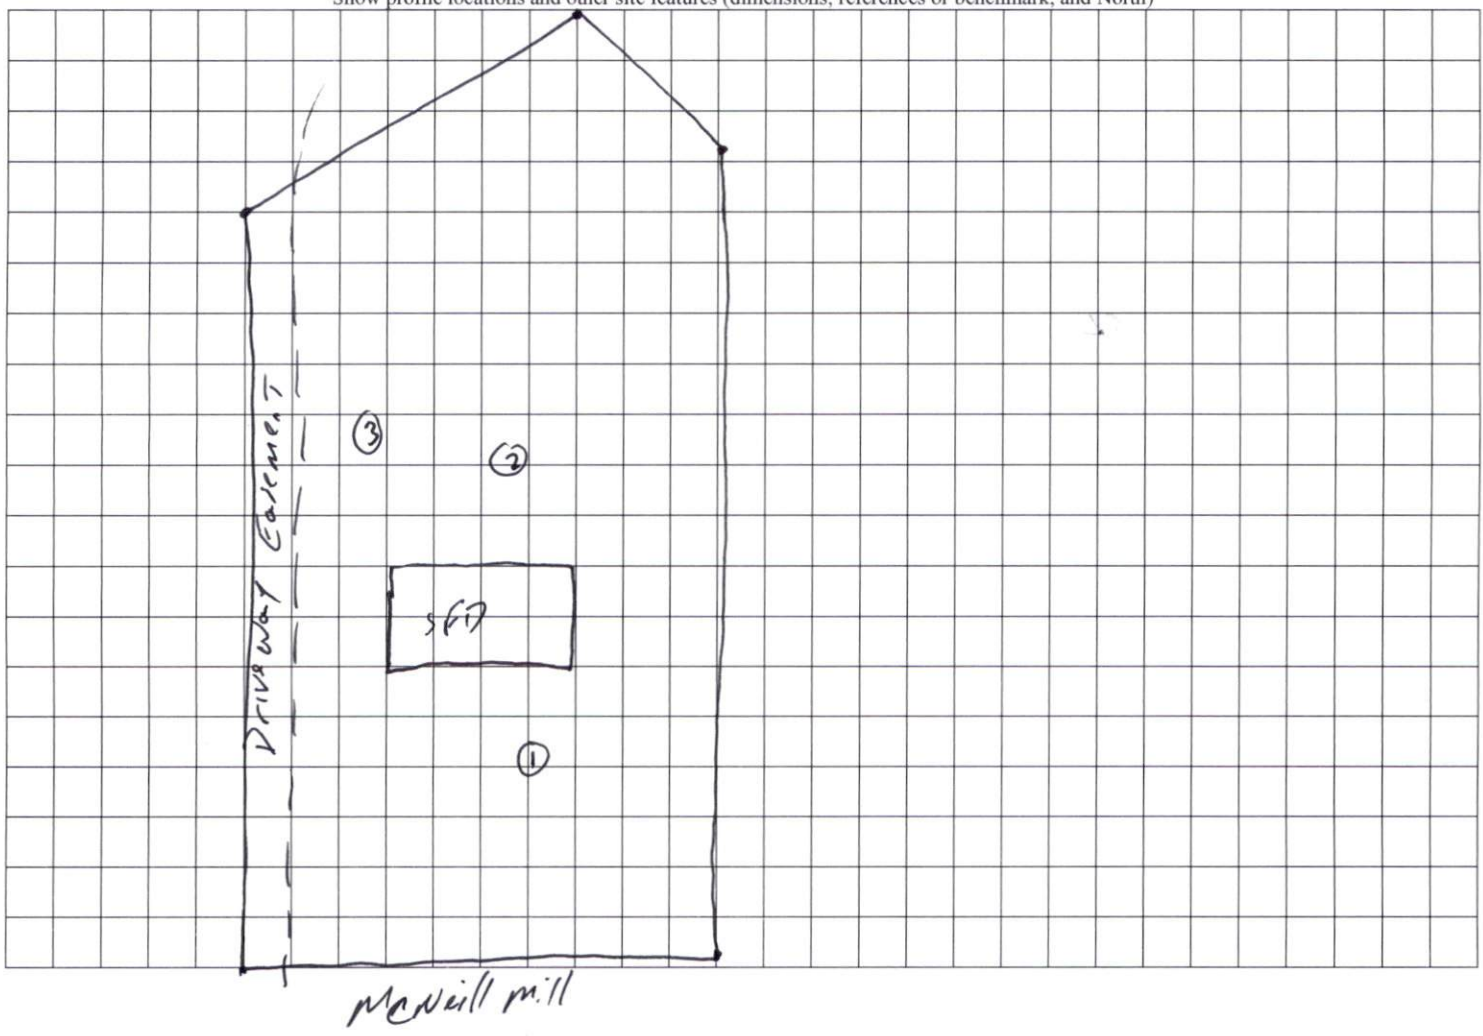 Show profile locations and other site features (dimensions, references or benchmark, and North)
③
②
Driveway Easement
SFD
①
McNeill Mill